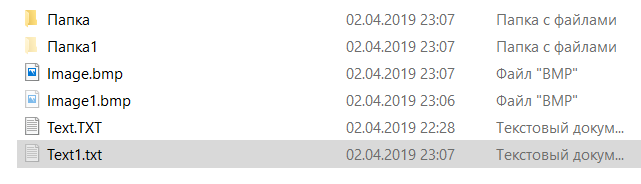 Папка 02.04.2019 23:07 Папка с файлами
Папка1 02.04.2019 23:07 Папка с файлами
Image.bmp 02.04.2019 23:07 Файл "BMP"
Image1.bmp 02.04.2019 23:06 Файл "BMP"
Text.TXT 02.04.2019 22:28 Текстовый докум...
Text1.txt 02.04.2019 23:07 Текстовый докум...